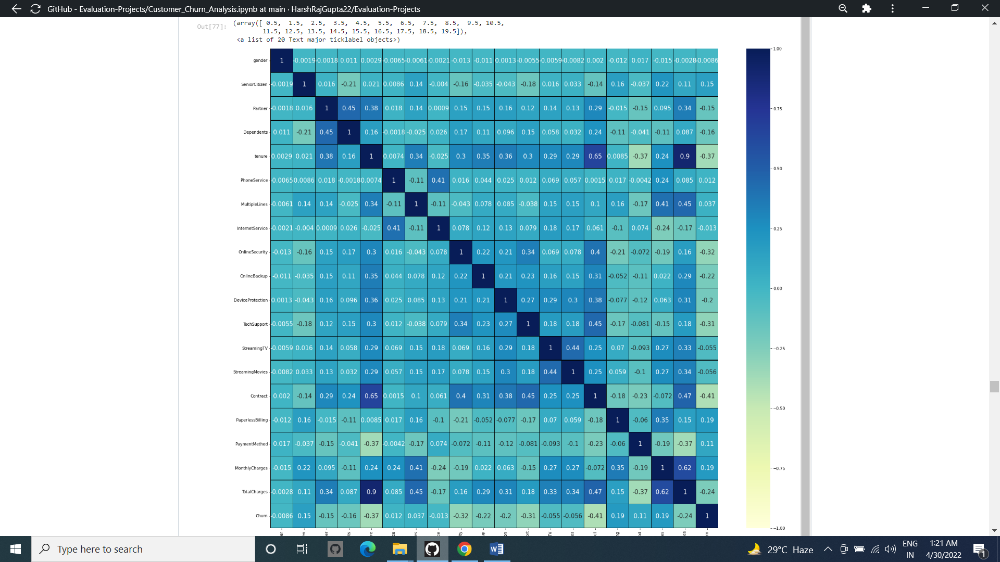 GitHub - Evaluation-Projects/Customer_Churn_Analysis.ipynb at main · HarshRajGupta22/Evaluation-Projects
Out[77]: (array([ 0.5,  1.5,  2.5,  3.5,  4.5,  5.5,  6.5,  7.5,  8.5,  9.5, 10.5,
11.5, 12.5, 13.5, 14.5, 15.5, 16.5, 17.5, 18.5, 19.5]),
<a list of 20 Text major ticklabel objects>)
gender 1 -0.0019 -0.0018 0.011 0.0029 -0.0065 -0.0061 -0.0021 -0.013 -0.011 0.0013 -0.0055 -0.0059 -0.0082 0.002 -0.012 0.017 -0.015 -0.0028 -0.0086
SeniorCitizen -0.0019 1 0.016 -0.21 0.021 0.0086 0.14 -0.004 -0.16 -0.035 -0.043 -0.18 0.016 0.033 -0.14 0.16 -0.037 0.22 0.11 0.15
Partner -0.0018 0.016 1 0.45 0.38 0.018 0.14 0.0009 0.15 0.15 0.16 0.12 0.14 0.13 0.29 -0.015 -0.15 0.095 0.34 -0.15
Dependents 0.011 -0.21 0.45 1 0.16 -0.0018 -0.025 0.026 0.17 0.11 0.096 0.15 0.058 0.032 0.24 -0.11 -0.041 -0.11 0.087 -0.16
tenure 0.0029 0.021 0.38 0.16 1 0.0074 0.34 -0.025 0.3 0.35 0.36 0.3 0.29 0.29 0.65 0.0085 -0.37 0.24 0.9 -0.37
PhoneService -0.0065 0.0086 0.018 -0.0018 0.0074 1 -0.11 0.41 0.016 0.044 0.025 0.012 0.069 0.057 0.0015 0.017 -0.0042 0.24 0.085 0.012
MultipleLines -0.0061 0.14 0.14 -0.025 0.34 -0.11 1 -0.11 -0.043 0.078 0.085 -0.038 0.15 0.15 0.1 0.16 -0.17 0.41 0.45 0.037
InternetService -0.0021 -0.004 0.0009 0.026 -0.025 0.41 -0.11 1 0.078 0.12 0.13 0.079 0.18 0.17 0.061 -0.1 0.074 -0.24 -0.17 -0.013
OnlineSecurity -0.013 -0.16 0.15 0.17 0.3 0.016 -0.043 0.078 1 0.22 0.21 0.34 0.069 0.078 0.4 -0.21 -0.072 -0.19 0.16 -0.32
OnlineBackup -0.011 -0.035 0.15 0.11 0.35 0.044 0.078 0.12 0.22 1 0.21 0.23 0.16 0.15 0.31 -0.052 -0.11 0.022 0.29 -0.22
DeviceProtection 0.0013 -0.043 0.16 0.096 0.36 0.025 0.085 0.13 0.21 0.21 1 0.27 0.29 0.3 0.38 -0.077 -0.12 0.063 0.31 -0.2
TechSupport -0.0055 -0.18 0.12 0.15 0.3 0.012 -0.038 0.079 0.34 0.23 0.27 1 0.18 0.18 0.45 -0.17 -0.081 -0.15 0.18 -0.31
StreamingTV -0.0059 0.016 0.14 0.058 0.29 0.069 0.15 0.18 0.069 0.16 0.29 0.18 1 0.44 0.25 0.07 -0.093 0.27 0.33 -0.055
StreamingMovies -0.0082 0.033 0.13 0.032 0.29 0.057 0.15 0.17 0.078 0.15 0.3 0.18 0.44 1 0.25 0.059 -0.1 0.27 0.34 -0.056
Contract 0.002 -0.14 0.29 0.24 0.65 0.0015 0.1 0.061 0.4 0.31 0.38 0.45 0.25 0.25 1 -0.18 -0.23 -0.072 0.47 -0.41
PaperlessBilling -0.012 0.16 -0.015 -0.11 0.0085 0.017 0.16 -0.1 -0.21 -0.052 -0.077 -0.17 0.07 0.059 -0.18 1 -0.06 0.35 0.15 0.19
PaymentMethod 0.017 -0.037 -0.15 -0.041 -0.37 -0.0042 -0.17 0.074 -0.072 -0.11 -0.12 -0.081 -0.093 -0.1 -0.23 -0.06 1 -0.19 -0.37 0.11
MonthlyCharges -0.015 0.22 0.095 -0.11 0.24 0.24 0.41 -0.24 -0.19 0.022 0.063 -0.15 0.27 0.27 -0.072 0.35 -0.19 1 0.62 0.19
TotalCharges -0.0028 0.11 0.34 0.087 0.9 0.085 0.45 -0.17 0.16 0.29 0.31 0.18 0.33 0.34 0.47 0.15 -0.37 0.62 1 -0.24
Churn -0.0086 0.15 -0.15 -0.16 -0.37 0.012 0.037 -0.013 -0.32 -0.22 -0.2 -0.31 -0.055 -0.056 -0.41 0.19 0.11 0.19 -0.24 1
1.00
0.75
0.50
0.25
0.00
−0.25
−0.50
−0.75
−1.00
Type here to search
29°C Haze
ENG
IN
1:21 AM
4/30/2022
1